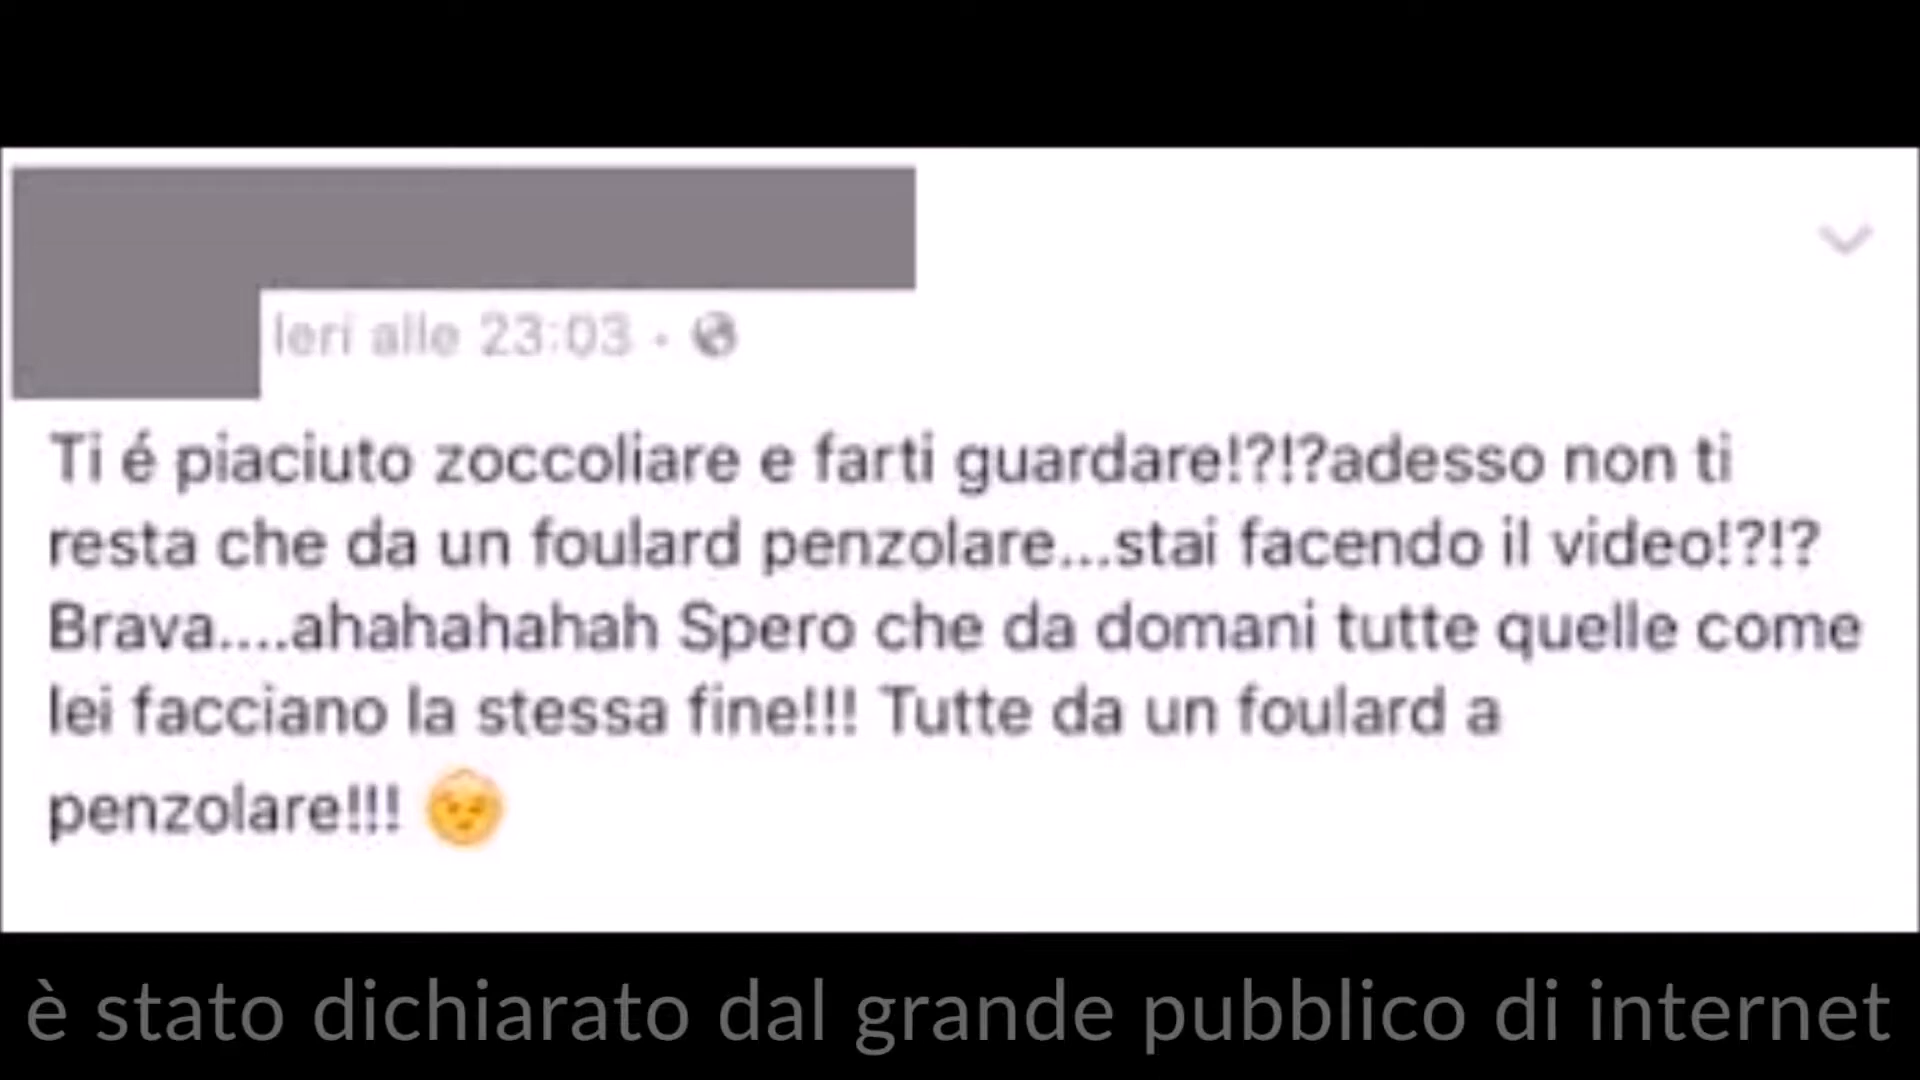 Ieri alle 23:03 ·
Ti é piaciuto zoccoliare e farti guardare!?!?adesso non ti
resta che da un foulard penzolare...stai facendo il video!?!?
Brava....ahahahahah Spero che da domani tutte quelle come
lei facciano la stessa fine!!! Tutte da un foulard a
penzolare!!! 😏
è stato dichiarato dal grande pubblico di internet